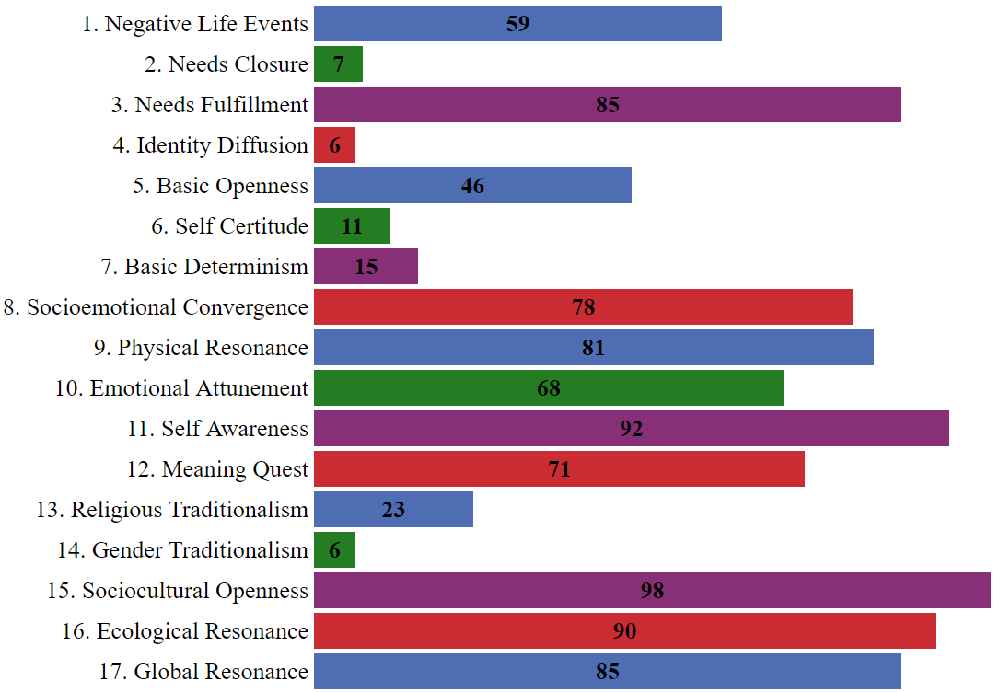 1. Negative Life Events 59
2. Needs Closure 7
3. Needs Fulfillment 85
4. Identity Diffusion 6
5. Basic Openness 46
6. Self Certitude 11
7. Basic Determinism 15
8. Socioemotional Convergence 78
9. Physical Resonance 81
10. Emotional Attunement 68
11. Self Awareness 92
12. Meaning Quest 71
13. Religious Traditionalism 23
14. Gender Traditionalism 6
15. Sociocultural Openness 98
16. Ecological Resonance 90
17. Global Resonance 85